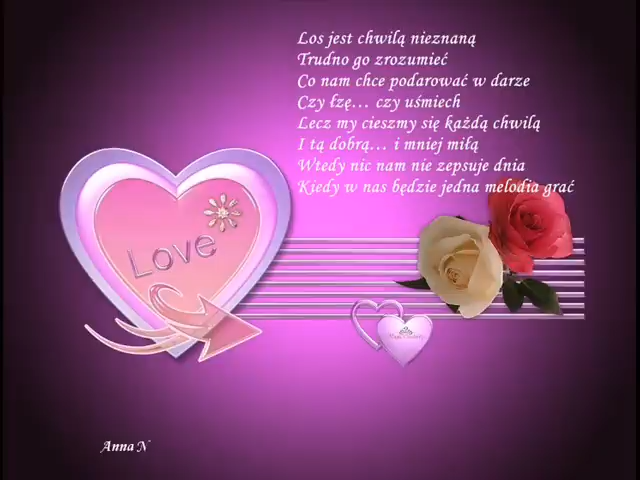 Los jest chwilą nieznaną
Trudno go zrozumieć
Co nam chce podarować w darze
Czy łzę... czy uśmiech
Lecz my cieszmy się każdą chwilą
I tą dobrą... i mniej miłą
Wtedy nic nam nie zepsuje dnia
Kiedy w nas będzie jedna melodia grać
Love
Anna N